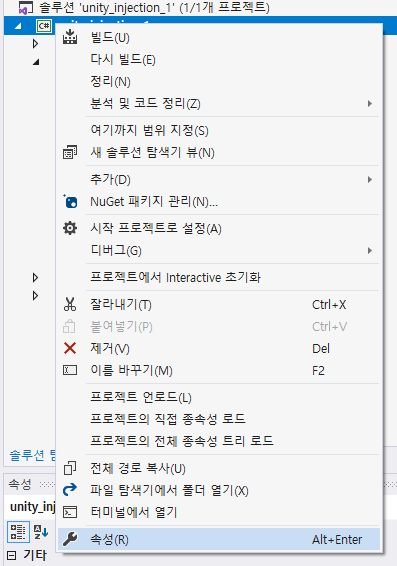 솔루션 'unity_injection_1' (1/1개 프로젝트)
C#
빌드(U)
다시 빌드(E)
정리(N)
분석 및 코드 정리(Z)
여기까지 범위 지정(S)
새 솔루션 탐색기 뷰(N)
추가(D)
NuGet 패키지 관리(N)...
시작 프로젝트로 설정(A)
디버그(G)
프로젝트에서 Interactive 초기화
잘라내기(T) Ctrl+X
붙여넣기(P) Ctrl+V
제거(V) Del
이름 바꾸기(M) F2
프로젝트 언로드(L)
프로젝트의 직접 종속성 로드
프로젝트의 전체 종속성 트리 로드
솔루션
전체 경로 복사(U)
속성
파일 탐색기에서 폴더 열기(X)
unity_inj
터미널에서 열기
속성(R) Alt+Enter
기타